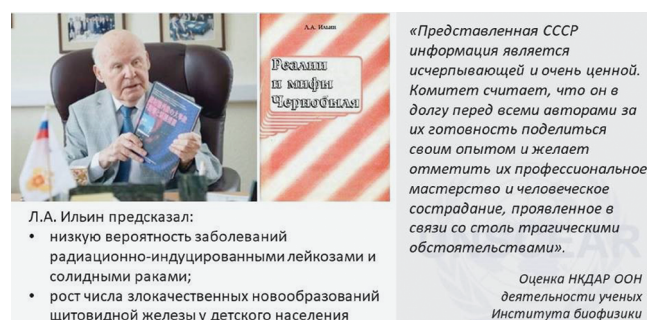 Л.А. Ильин
Реалии
и мифы
Чернобыля
Л.А. Ильин предсказал:
• низкую вероятность заболеваний
радиационно-индуцированными лейкозами и
солидными раками;
• рост числа злокачественных новообразований
щитовидной железы у детского населения
«Представленная СССР
информация является
исчерпывающей и очень ценной.
Комитет считает, что он в
долгу перед всеми авторами за
их готовность поделиться
своим опытом и желает
отметить их профессиональное
мастерство и человеческое
сострадание, проявленное в
связи со столь трагическими
обстоятельствами».
Оценка НКДАР ООН
деятельности ученых
Института биофизики